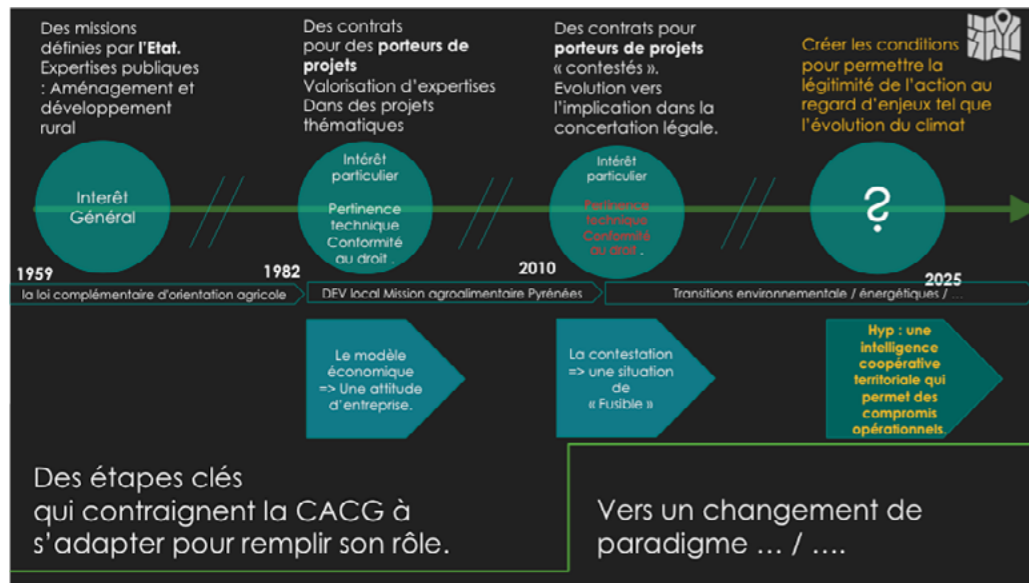 Des missions
définies par l'Etat.
Expertises publiques
: Aménagement et
développement
rural
Des contrats
pour des porteurs de
projets
Valorisation d'expertises
Dans des projets
thématiques
Des contrats pour
porteurs de projets
« contestés ».
Evolution vers
l'implication dans la
concertation légale.
Créer les conditions
pour permettre la
légitimité de l'action au
regard d'enjeux tel que
l'évolution du climat
Interêt
Général
Intérêt
particulier
Pertinence
technique
Conformité
au droit .
Intérêt
particulier
Pertinence
technique
Conformité
au droit .
?
1959
1982
2010
2025
la loi complémentaire d'orientation agricole
DEV local Mission agroalimentaire Pyrénées
Transitions environnementale / énergétiques / ...
Le modèle
économique
=> Une attitude
d'entreprise.
La contestation
=> une situation
de
« Fusible »
Hyp : une
intelligence
coopérative
territoriale qui
permet des
compromis
opérationnels.
Des étapes clés
qui contraignent la CACG à
s'adapter pour remplir son rôle.
Vers un changement de
paradigme ... / ....